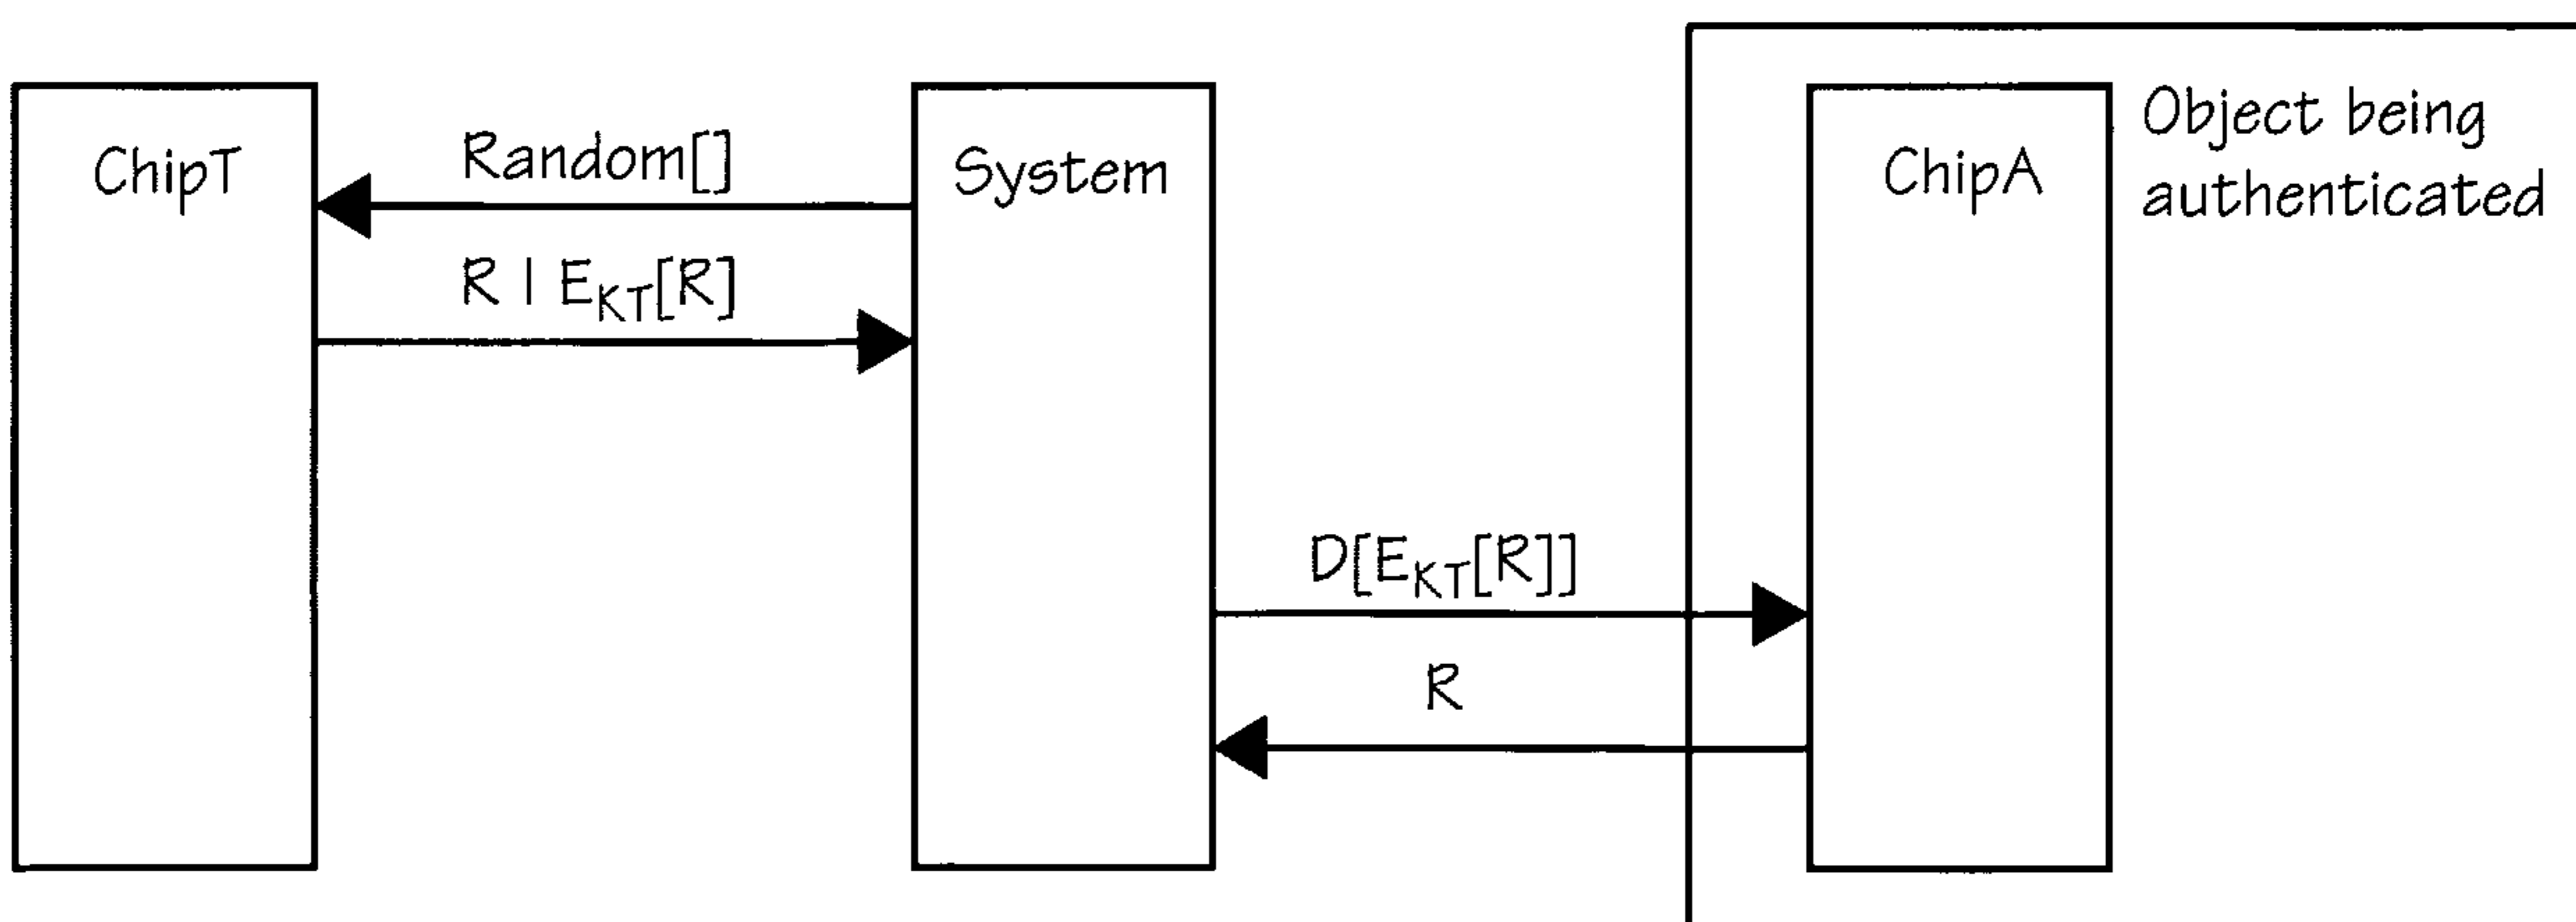 ChipT
Random[]
System
ChipA
Object being
authenticated
R | E_KT[R]
D[E_KT[R]]
R